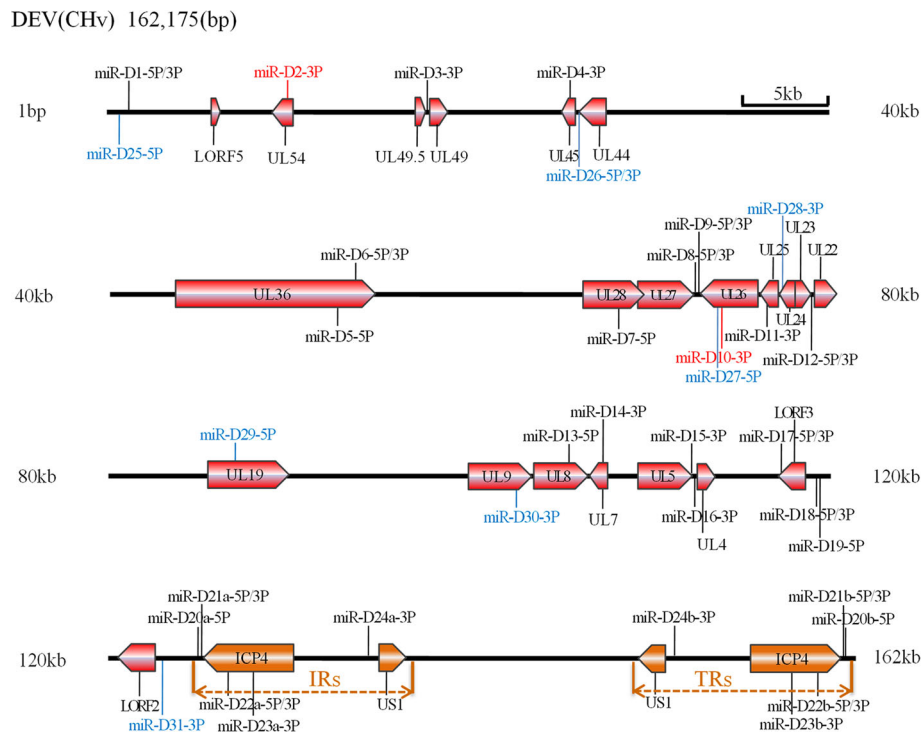 DEV(CHv) 162,175(bp)
miR-D1-5P/3P miR-D2-3P miR-D3-3P miR-D4-3P
5kb
1bp 40kb
miR-D25-5P LORF5 UL54 UL49.5 UL49 UL45 UL44
miR-D26-5P/3P
miR-D28-3P
miR-D9-5P/3P UL23
miR-D6-5P/3P miR-D8-5P/3P UL25 UL22
40kb UL36 UL28 UL27 UL26 80kb
UL24
miR-D5-5P miR-D7-5P miR-D11-3P
miR-D10-3P miR-D12-5P/3P
miR-D27-5P
miR-D14-3P LORF3
miR-D29-5P miR-D13-5P miR-D15-3P miR-D17-5P/3P
80kb UL19 UL9 UL8 UL5 120kb
miR-D30-3P UL7 miR-D16-3P miR-D18-5P/3P
UL4 miR-D19-5P
miR-D21a-5P/3P miR-D21b-5P/3P
miR-D20a-5P miR-D24a-3P miR-D24b-3P miR-D20b-5P
120kb ICP4 ICP4 162kb
IRs TRs
LORF2 miR-D22a-5P/3P US1 US1 miR-D22b-5P/3P
miR-D31-3P miR-D23a-3P miR-D23b-3P